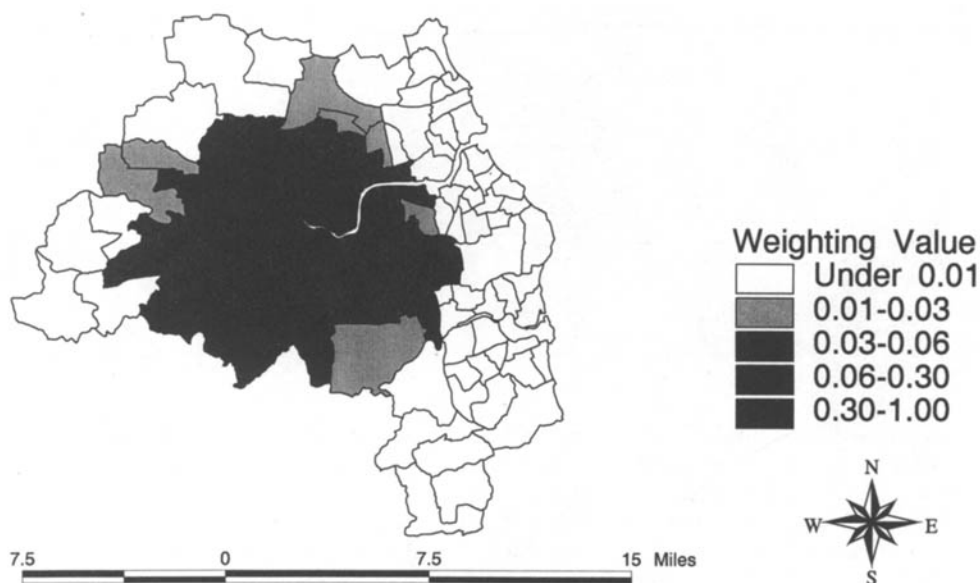 Weighting Value
Under 0.01
0.01-0.03
0.03-0.06
0.06-0.30
0.30-1.00
N
W E
S
7.5 0 7.5 15 Miles